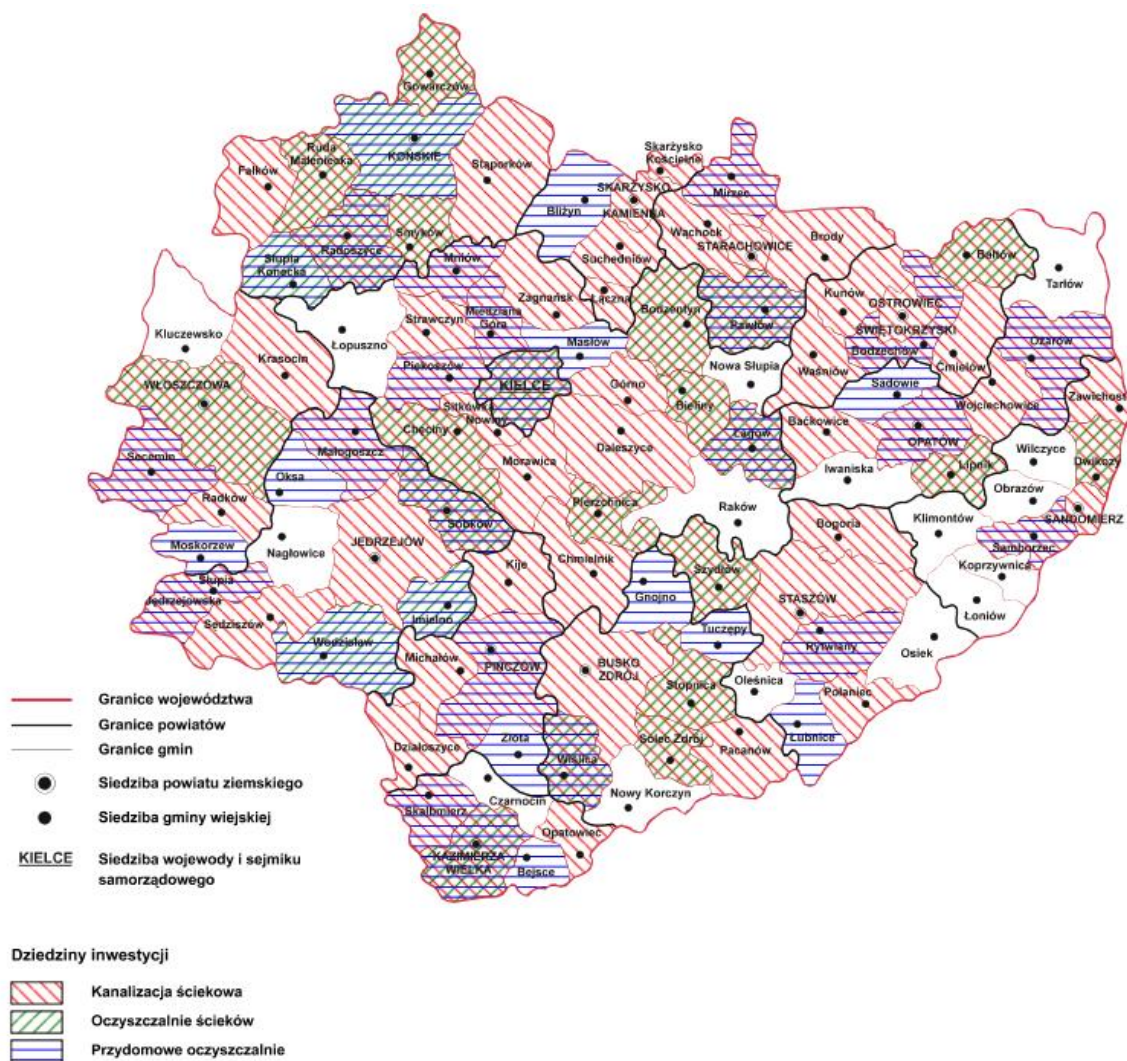 Gowarczów
Ruda
Maleniecka
KOŃSKIE
Fałków
Stąporków
Skarżysko
Kościelne
SKARŻYSKO
KAMIENNA
Mirzec
Bliżyn
Wąchock
STARACHOWICE
Brody
Radoszyce
Smyków
Słupia
Konecka
Mniów
Suchedniów
Bałtów
Tarłów
Zagnańsk
Łączna
Bodzentyn
Kunów
OSTROWIEC
ŚWIĘTOKRZYSKI
Kluczewsko
Łopuszno
Strawczyn
Miedziana
Góra
Masłów
Pawłów
Bodzechów
Ożarów
Krasocin
Piekoszów
KIELCE
Górno
Nowa Słupia
Waśniów
Ćmielów
Sadowie
Wojciechowice
Zawichost
WŁOSZCZOWA
Sitkówka
Nowiny
Bieliny
Chęciny
Daleszyce
Łagów
Baćkowice
OPATÓW
Małogoszcz
Secemin
Oksa
Morawica
Iwaniska
Lipnik
Wilczyce
Dwikozy
Radków
Sobków
Pierzchnica
Raków
Obrazów
Klimontów
SANDOMIERZ
Moskorzew
Nagłowice
JĘDRZEJÓW
Kije
Chmielnik
Bogoria
Samborzec
Słupia
Jędrzejowska
Koprzywnica
Sędziszów
Imielno
Gnojno
Szydłów
STASZÓW
Łoniów
Wodzisław
Tuczępy
Rytwiany
Osiek
Michałów
PIŃCZÓW
BUSKO
ZDRÓJ
Stopnica
Oleśnica
Połaniec
Działoszyce
Złota
Wiślica
Solec Zdrój
Pacanów
Łubnice
Skalbmierz
Czarnocin
Nowy Korczyn
Opatowiec
KAZIMIERZA
WIELKA
Bejsce
Granice województwa
Granice powiatów
Granice gmin
Siedziba powiatu ziemskiego
Siedziba gminy wiejskiej
KIELCE Siedziba wojewody i sejmiku
samorządowego
Dziedziny inwestycji
Kanalizacja ściekowa
Oczyszczalnie ścieków
Przydomowe oczyszczalnie